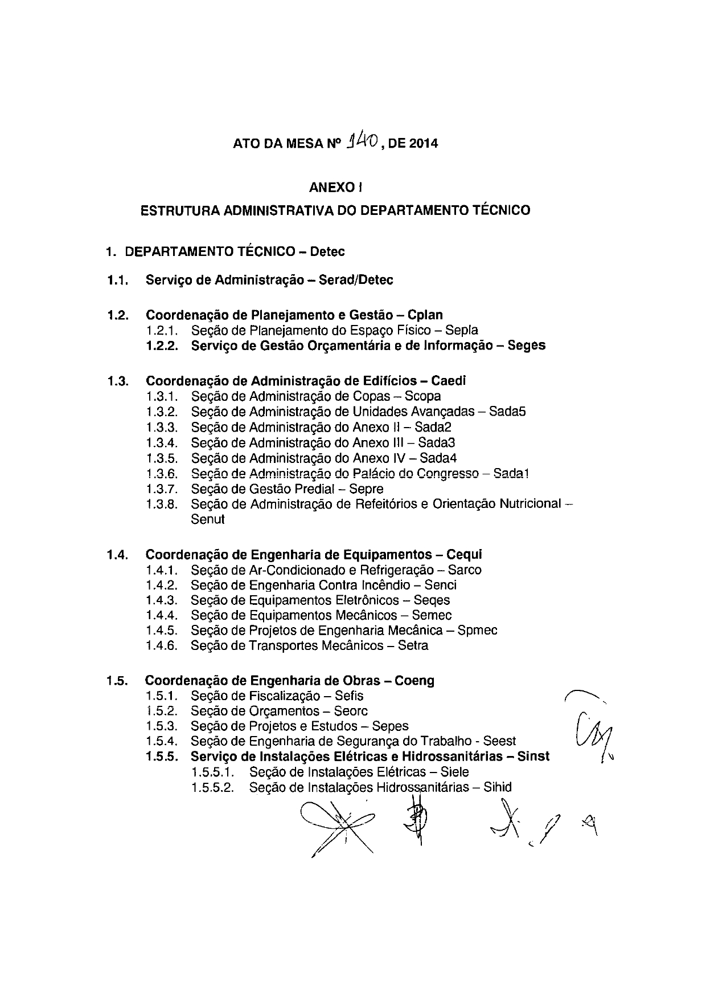 ATO DA MESA Nº 140, DE 2014
ANEXO I
ESTRUTURA ADMINISTRATIVA DO DEPARTAMENTO TÉCNICO
1. DEPARTAMENTO TÉCNICO – Detec
1.1. Serviço de Administração – Serad/Detec
1.2. Coordenação de Planejamento e Gestão – Cplan
1.2.1. Seção de Planejamento do Espaço Físico – Sepla
1.2.2. Serviço de Gestão Orçamentária e de Informação – Seges
1.3. Coordenação de Administração de Edifícios – Caedi
1.3.1. Seção de Administração de Copas – Scopa
1.3.2. Seção de Administração de Unidades Avançadas – Sada5
1.3.3. Seção de Administração do Anexo II – Sada2
1.3.4. Seção de Administração do Anexo III – Sada3
1.3.5. Seção de Administração do Anexo IV – Sada4
1.3.6. Seção de Administração do Palácio do Congresso – Sada1
1.3.7. Seção de Gestão Predial – Sepre
1.3.8. Seção de Administração de Refeitórios e Orientação Nutricional –
Senut
1.4. Coordenação de Engenharia de Equipamentos – Cequi
1.4.1. Seção de Ar-Condicionado e Refrigeração – Sarco
1.4.2. Seção de Engenharia Contra Incêndio – Senci
1.4.3. Seção de Equipamentos Eletrônicos – Seqes
1.4.4. Seção de Equipamentos Mecânicos – Semec
1.4.5. Seção de Projetos de Engenharia Mecânica – Spmec
1.4.6. Seção de Transportes Mecânicos – Setra
1.5. Coordenação de Engenharia de Obras – Coeng
1.5.1. Seção de Fiscalização – Sefis
1.5.2. Seção de Orçamentos – Seorc
1.5.3. Seção de Projetos e Estudos – Sepes
1.5.4. Seção de Engenharia de Segurança do Trabalho - Seest
1.5.5. Serviço de Instalações Elétricas e Hidrossanitárias – Sinst
1.5.5.1. Seção de Instalações Elétricas – Siele
1.5.5.2. Seção de Instalações Hidrossanitárias – Sihid